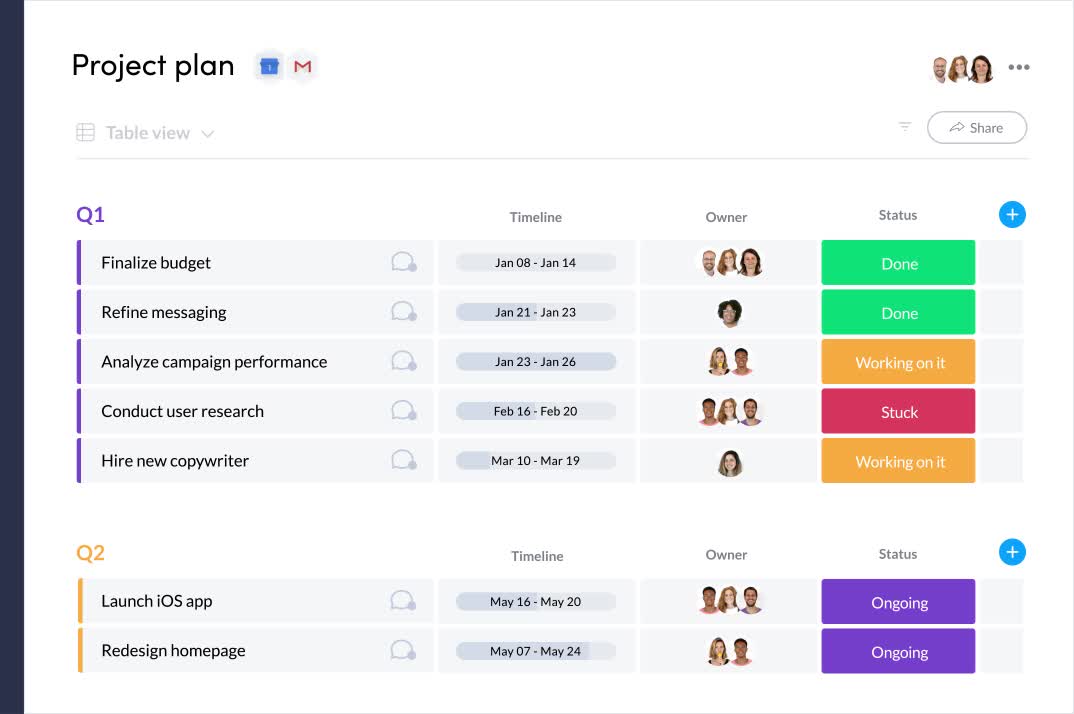 Project plan
Table view
Share
Q1 Timeline Owner Status
Finalize budget Jan 08 - Jan 14 Done
Refine messaging Jan 21 - Jan 23 Done
Analyze campaign performance Jan 23 - Jan 26 Working on it
Conduct user research Feb 16 - Feb 20 Stuck
Hire new copywriter Mar 10 - Mar 19 Working on it
Q2 Timeline Owner Status
Launch iOS app May 16 - May 20 Ongoing
Redesign homepage May 07 - May 24 Ongoing